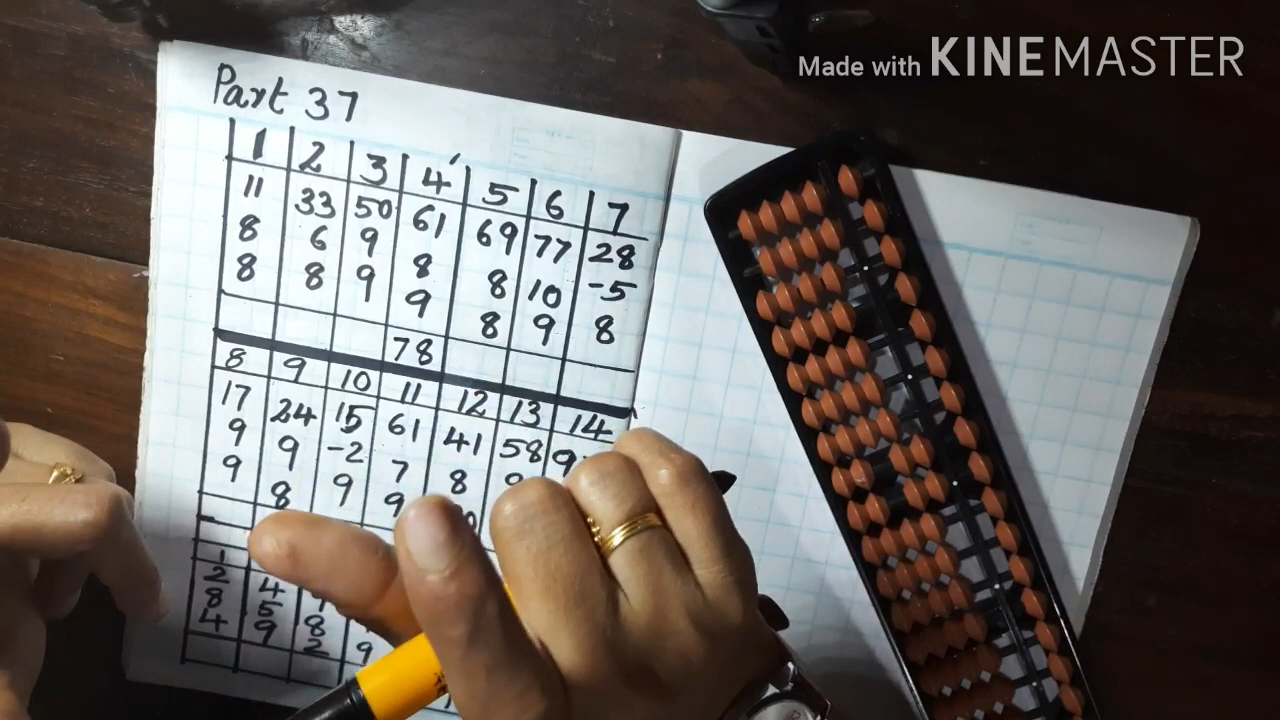 Made with KINEMASTER
Part 37
1 2 3 4 5 6 7
11 33 50 61 69 77 28
8 6 9 8 8 10 -5
8 8 9 9 8 9 8
78
8 9 10 11 12 13 14
17 24 15 61 41 58
9 9 -2 7 8
9 8 9 9
1
2 4
8 5 8
4 9 2 9